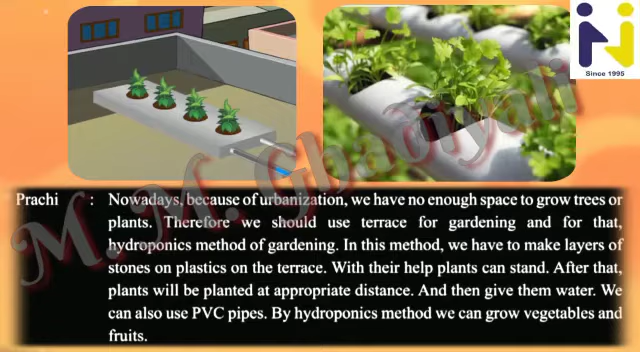 Since 1995
Prachi : Nowadays, because of urbanization, we have no enough space to grow trees or
plants. Therefore we should use terrace for gardening and for that,
hydroponics method of gardening. In this method, we have to make layers of
stones on plastics on the terrace. With their help plants can stand. After that,
plants will be planted at appropriate distance. And then give them water. We
can also use PVC pipes. By hydroponics method we can grow vegetables and
fruits.
M. M. Ghadiyali